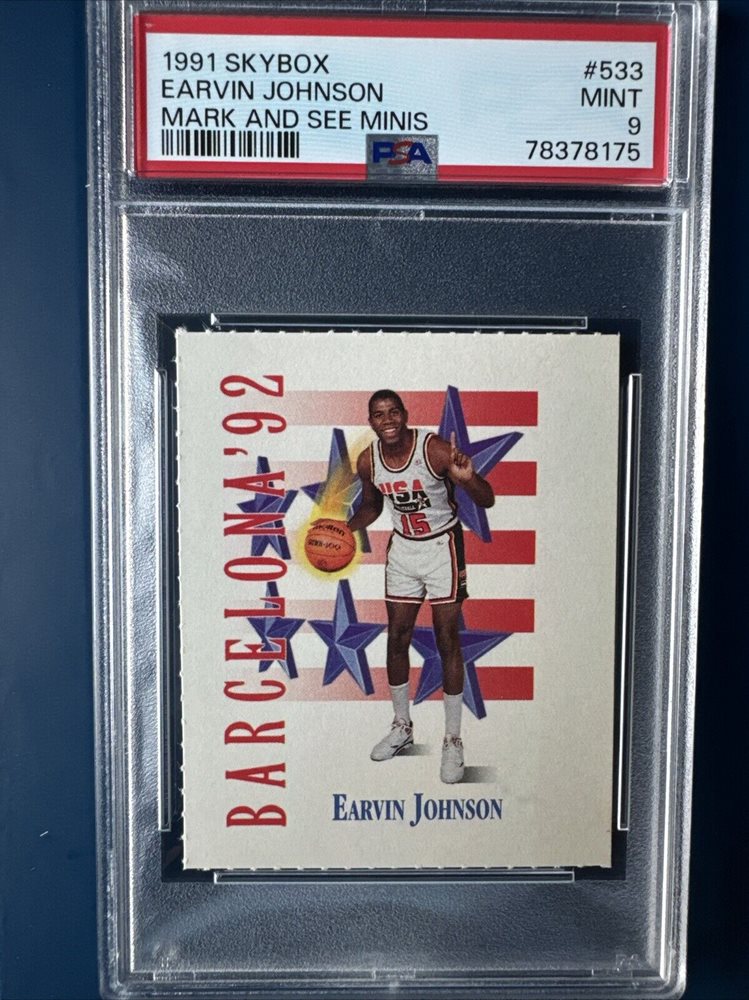 1991 SKYBOX #533
EARVIN JOHNSON MINT
MARK AND SEE MINIS 9
PSA 78378175
BARCELONA '92
USA
15
molten
EARVIN JOHNSON